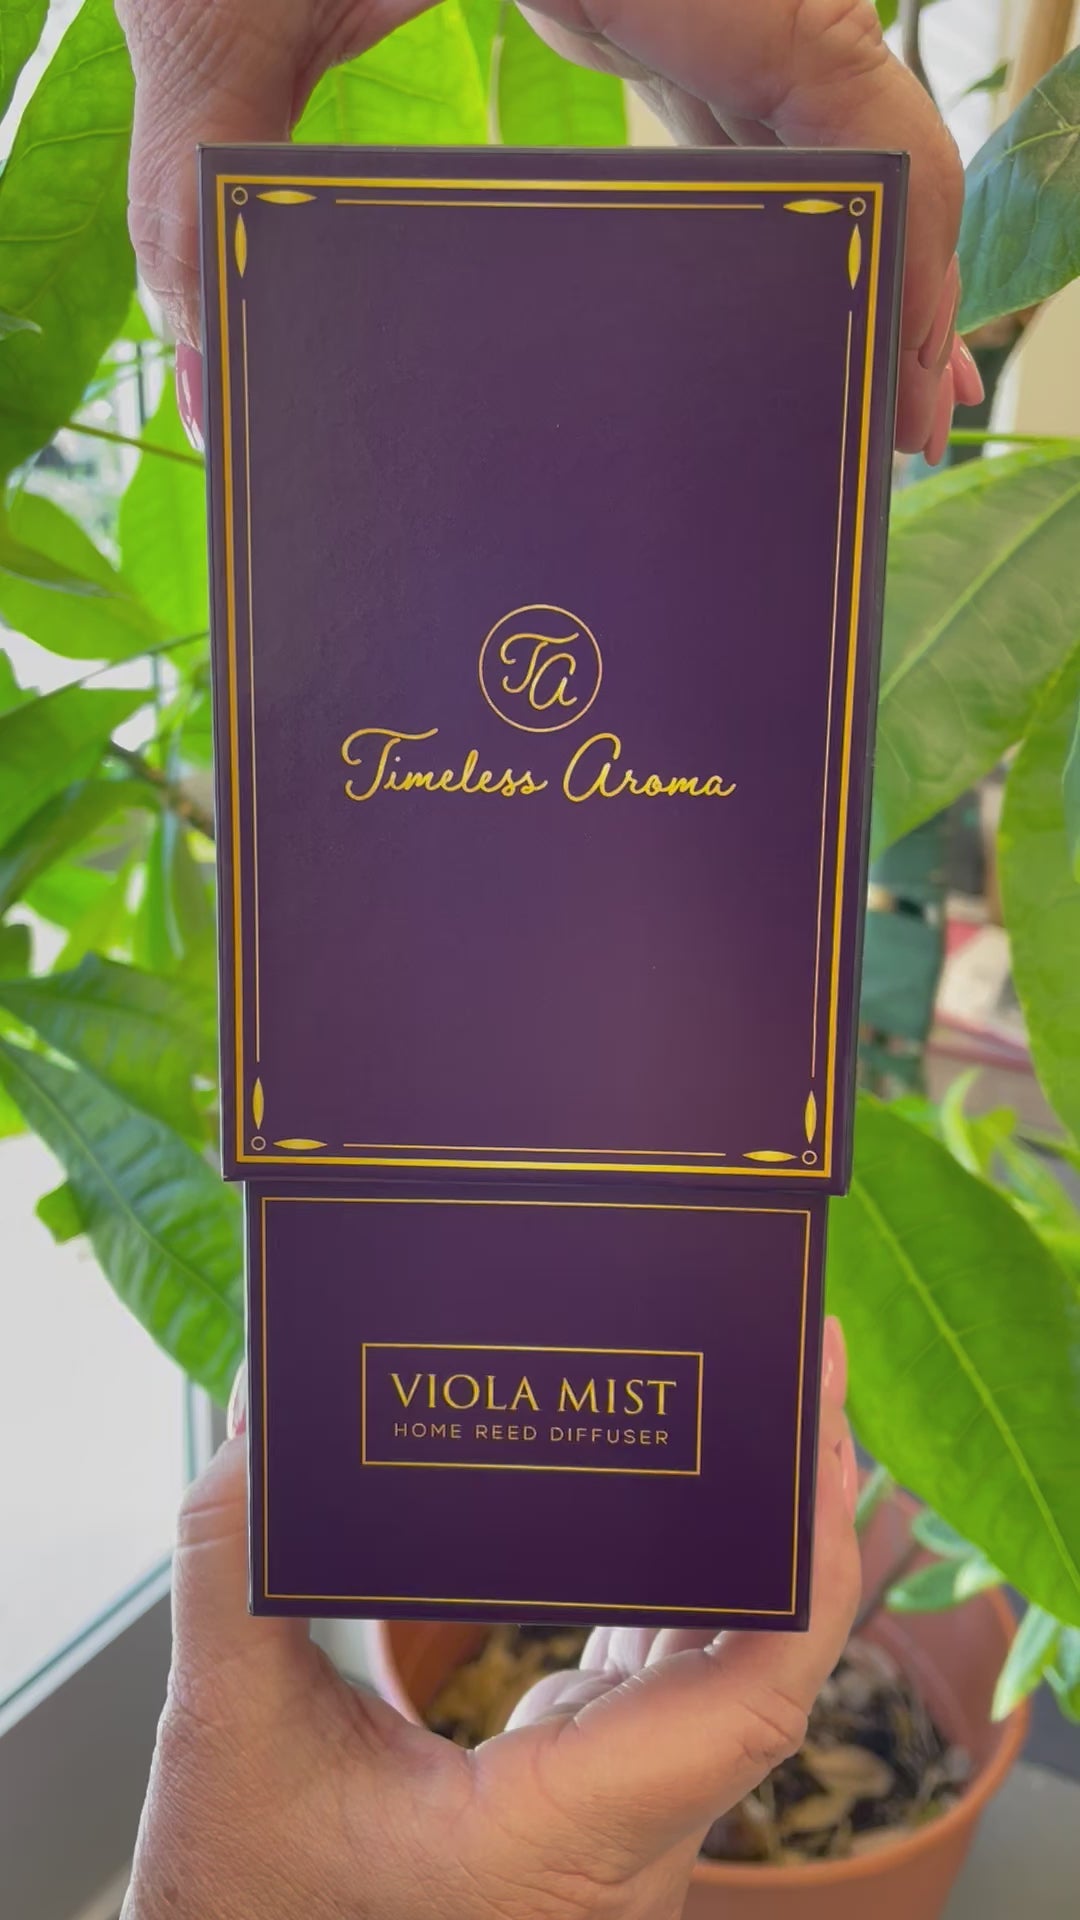 TA
Timeless Aroma
VIOLA MIST
HOME REED DIFFUSER